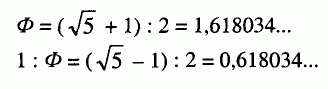 Φ = (√5 + 1) : 2 = 1,618034...
1 : Φ = (√5 − 1) : 2 = 0,618034...